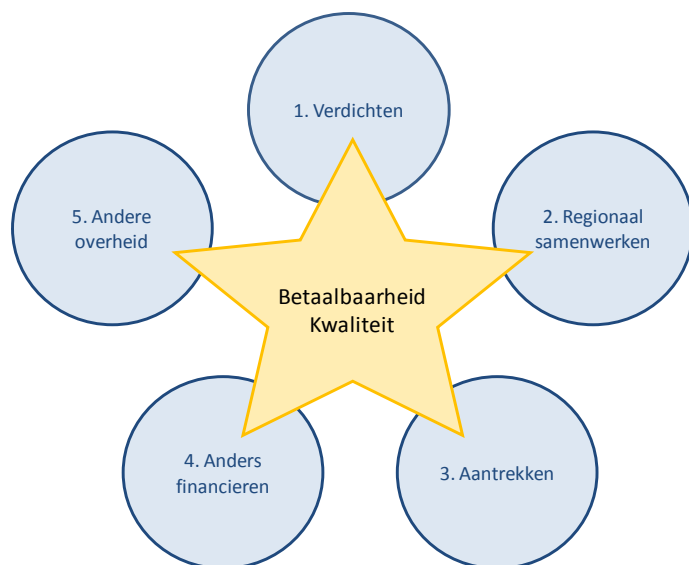 1. Verdichten
2. Regionaal
samenwerken
3. Aantrekken
4. Anders
financieren
5. Andere
overheid
Betaalbaarheid
Kwaliteit